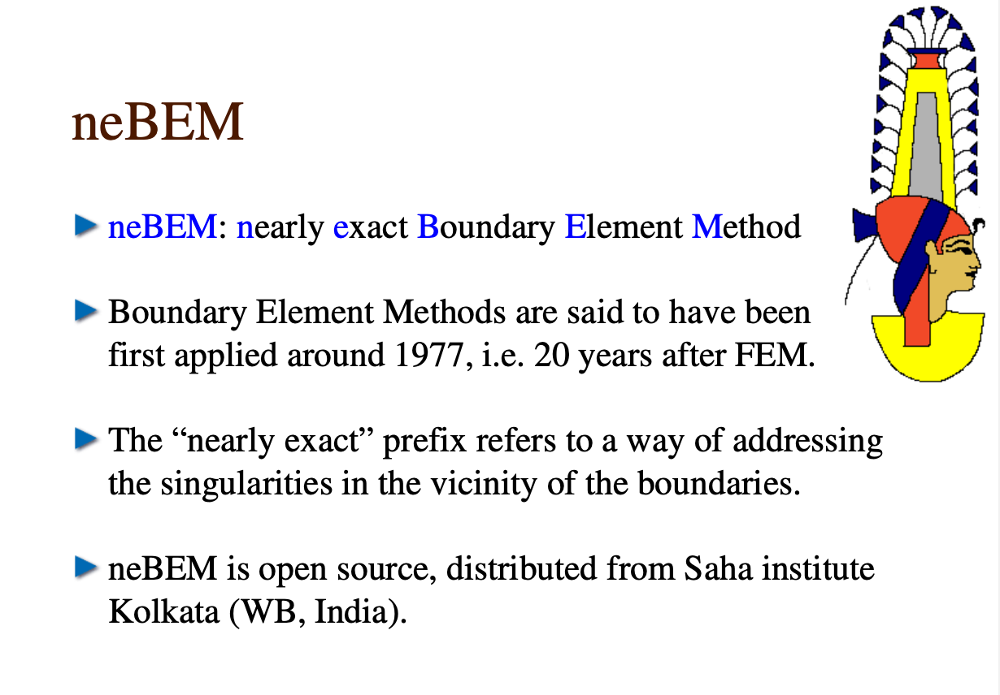 neBEM
neBEM: nearly exact Boundary Element Method
Boundary Element Methods are said to have been
first applied around 1977, i.e. 20 years after FEM.
The “nearly exact” prefix refers to a way of addressing
the singularities in the vicinity of the boundaries.
neBEM is open source, distributed from Saha institute
Kolkata (WB, India).